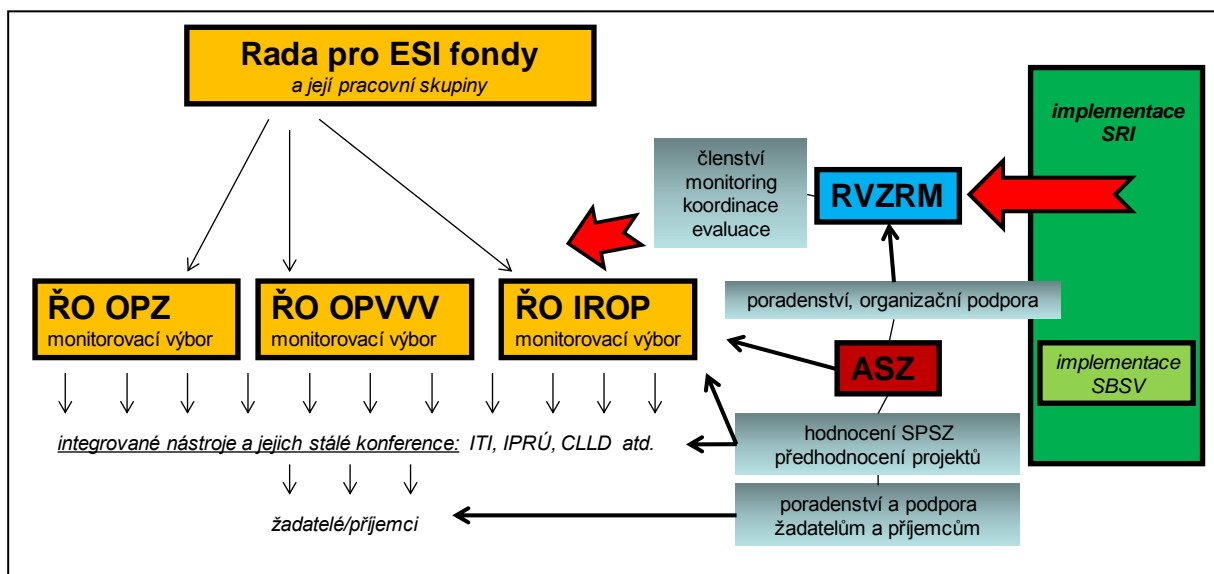 Rada pro ESI fondy
a její pracovní skupiny
implementace
SRI
členství
monitoring
koordinace
evaluace
RVZRM
ŘO OPZ
monitorovací výbor
ŘO OPVVV
monitorovací výbor
ŘO IROP
monitorovací výbor
poradenství, organizační podpora
ASZ
implementace
SBSV
integrované nástroje a jejich stálé konference: ITI, IPRÚ, CLLD atd.
hodnocení SPSZ
předhodnocení projektů
žadatelé/příjemci
poradenství a podpora
žadatelům a příjemcům